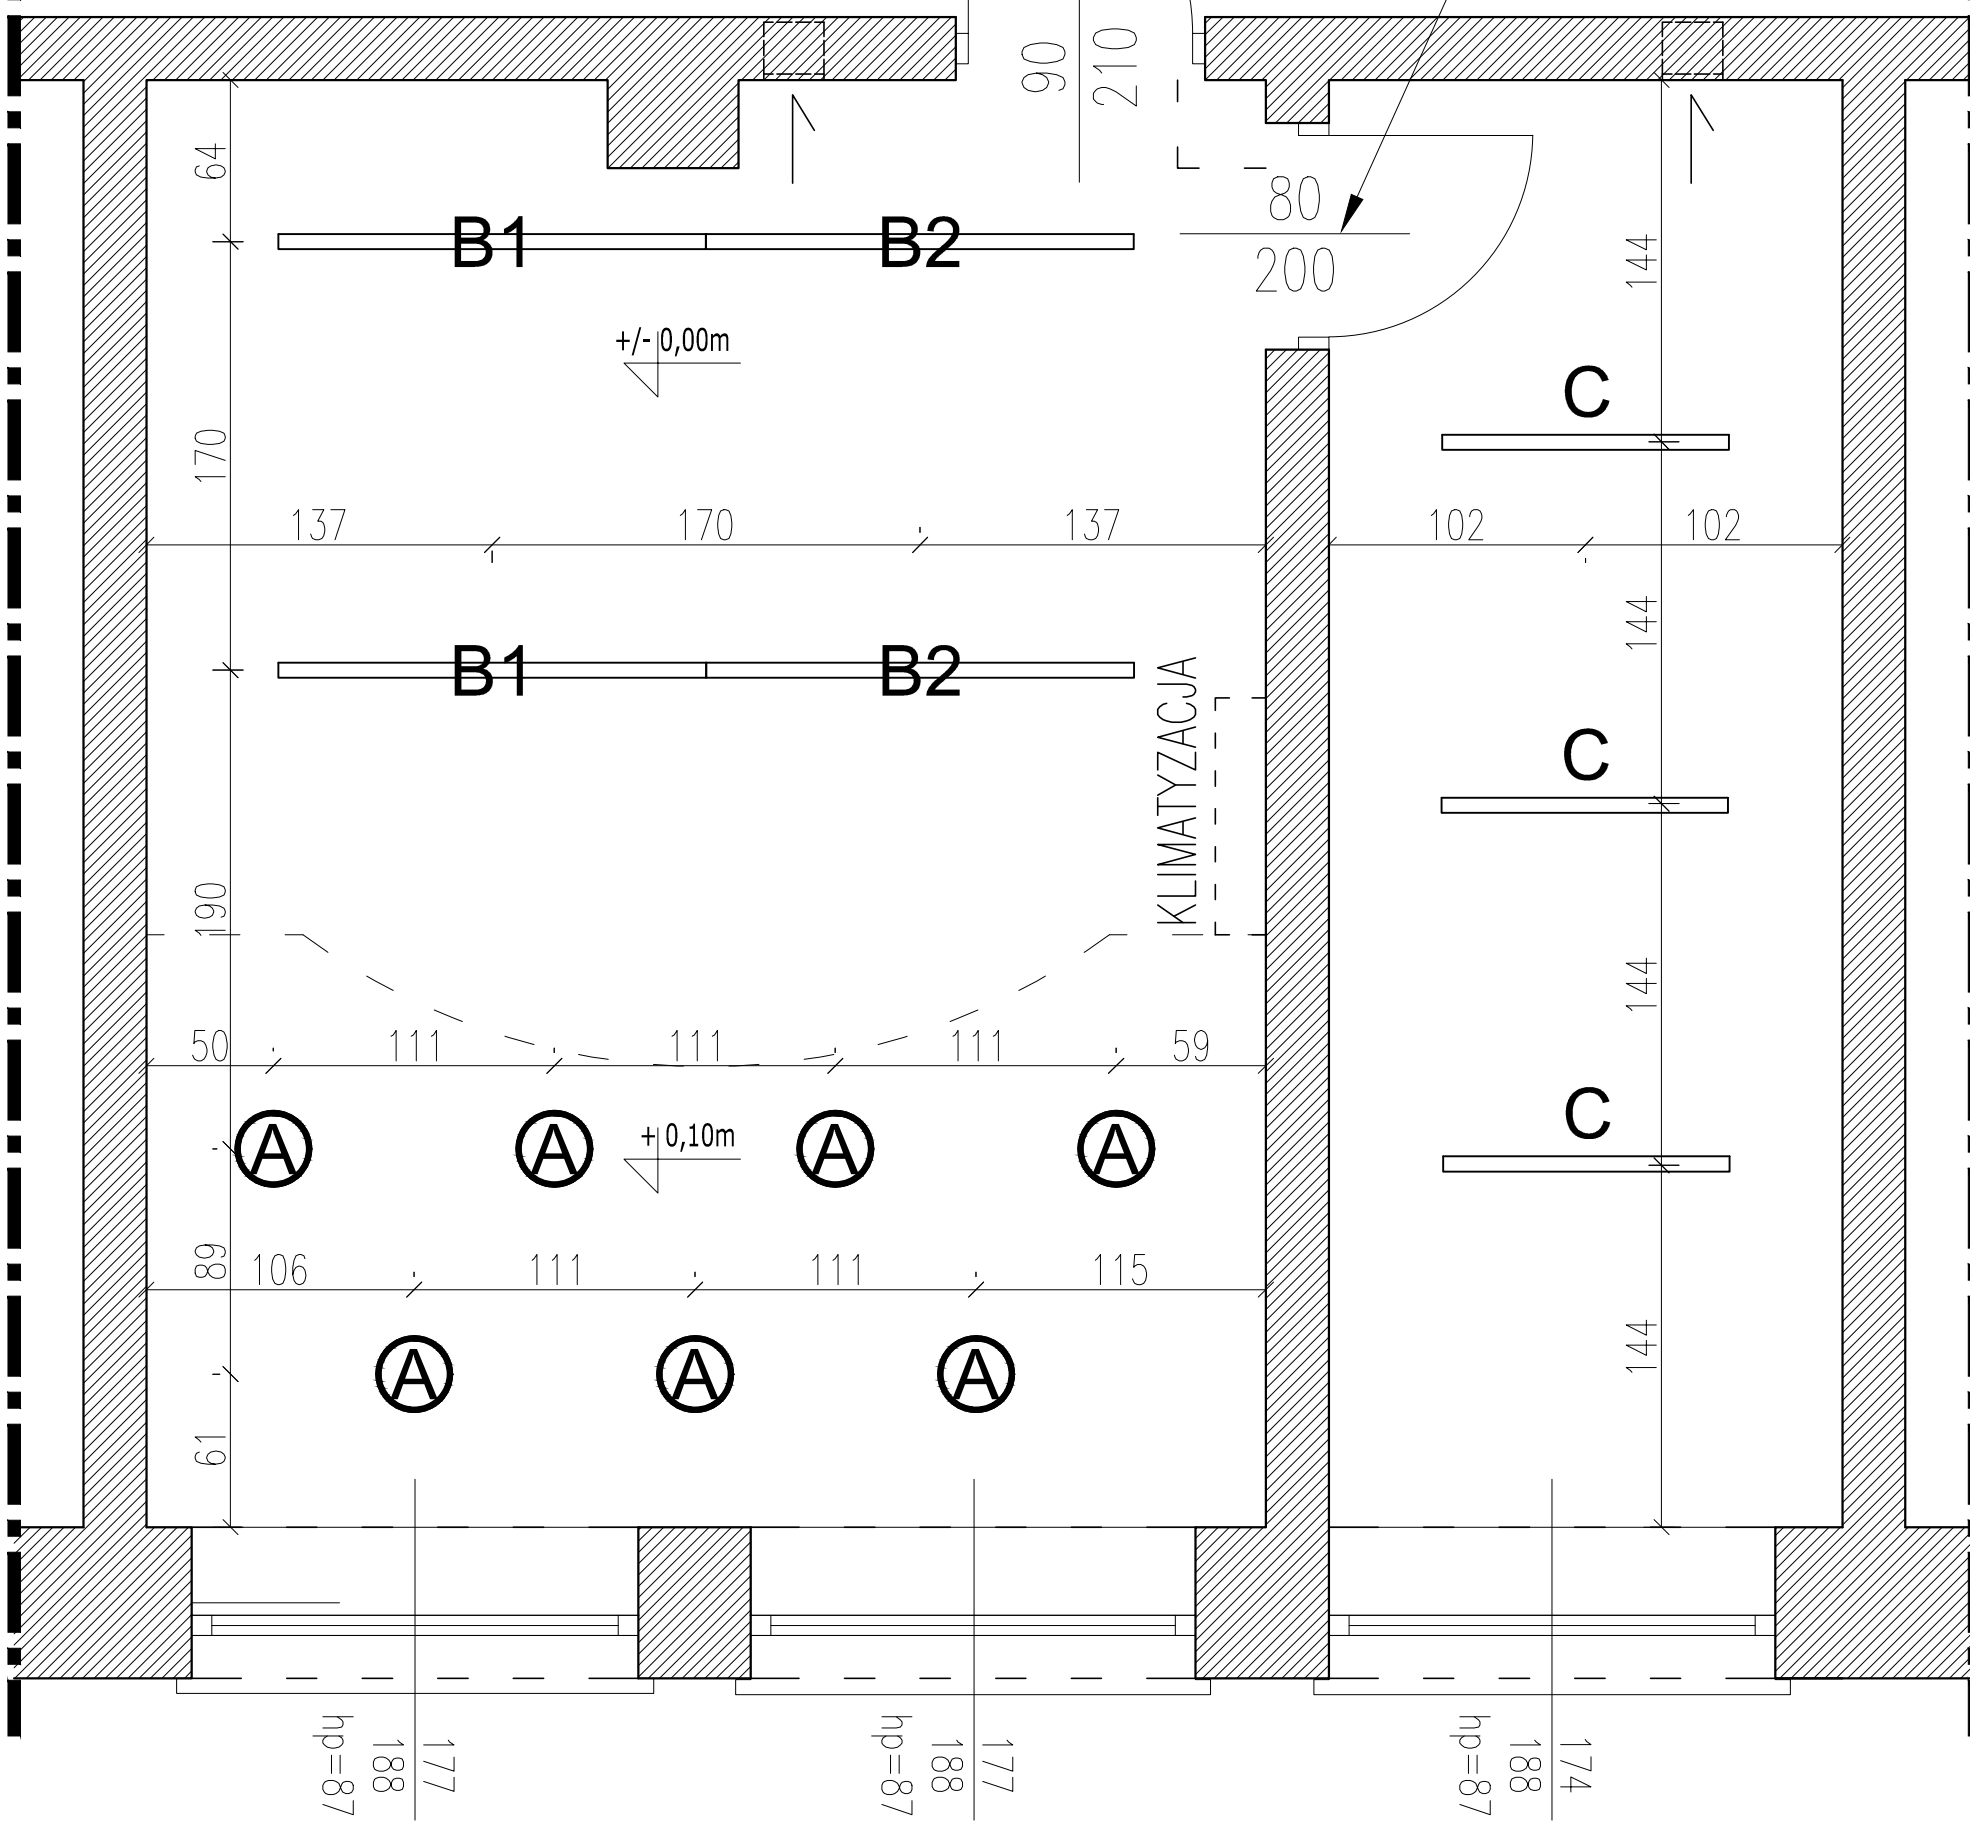 90
210
64
80
200
B1 B2
144
+/- 0,00m
C
170
137 170 137 102 102
144
B1 B2
KLIMATYZACJA
C
190
144
50 111 111 111 59
C
A A A A
+ 0,10m
89
106 111 111 115
144
A A A
61
177
188
hp=87
177
188
hp=87
174
188
hp=87